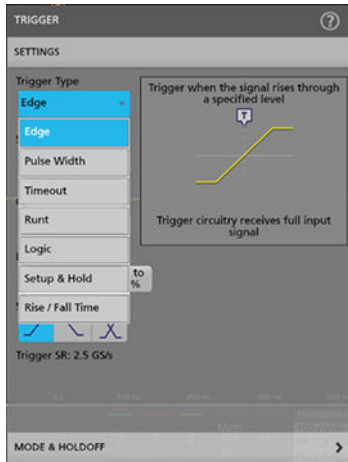 TRIGGER
?
SETTINGS
Trigger Type
Edge
Edge
Pulse Width
Timeout
Runt
Logic
Setup & Hold
Rise / Fall Time
to
%
Trigger when the signal rises through
a specified level
T
Trigger circuitry receives full input
signal
Trigger SR: 2.5 GS/s
Horizontal
Math
MODE & HOLDOFF